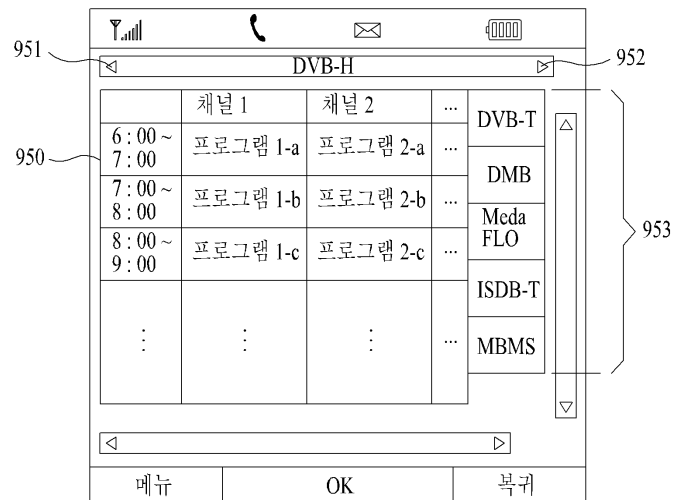 951
952
DVB-H
채널 1 채널 2 ... DVB-T
950
6 : 00 ~
7 : 00
프로그램 1-a 프로그램 2-a ...
DMB
7 : 00 ~
8 : 00
프로그램 1-b 프로그램 2-b ...
Meda
FLO
953
8 : 00 ~
9 : 00
프로그램 1-c 프로그램 2-c ...
ISDB-T
⋮ ⋮ ⋮ ... MBMS
메뉴 OK 복귀